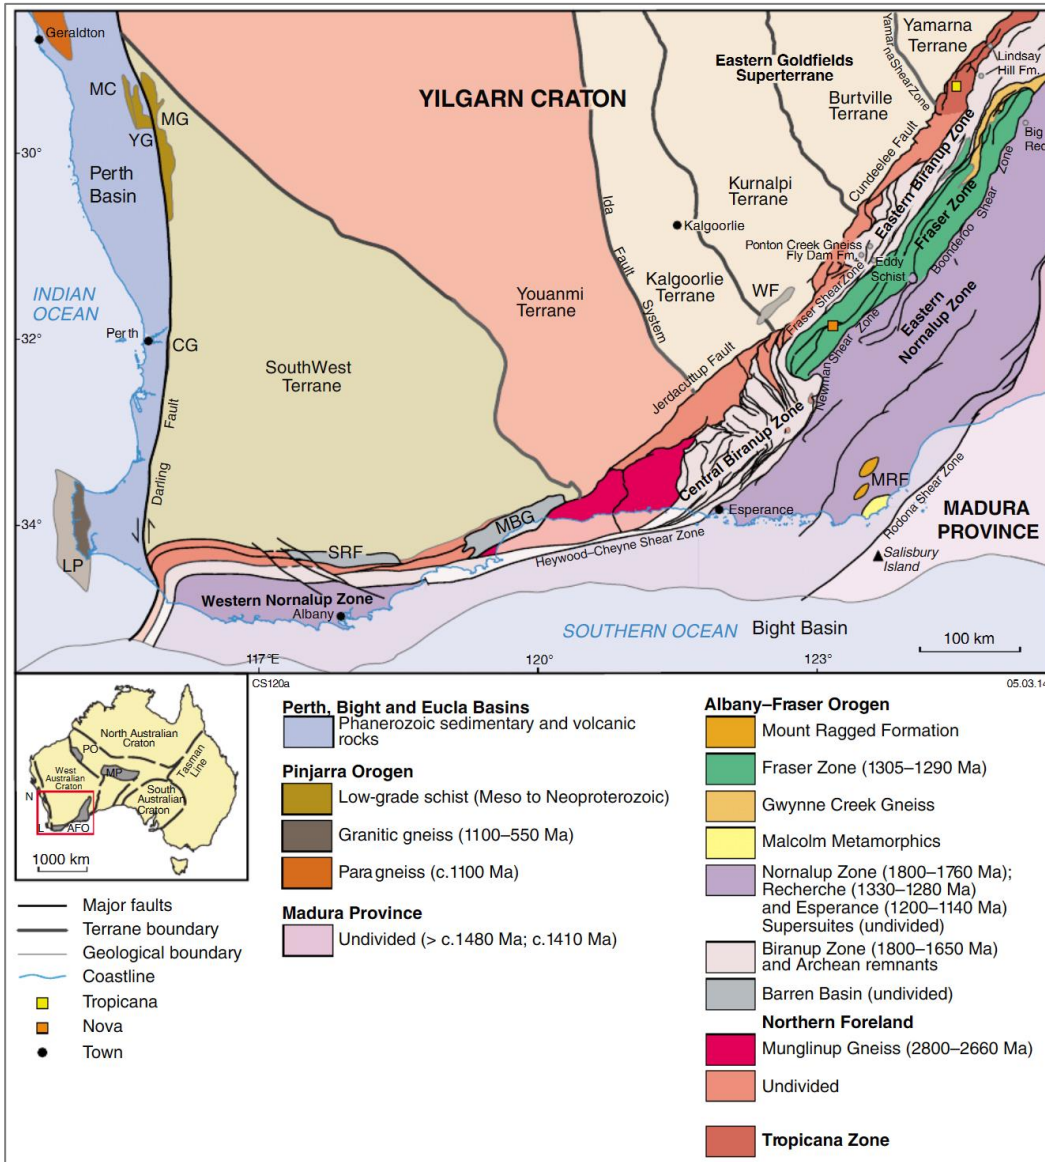 Geraldton
MC
MG
YG
-30°
Perth
Basin
YILGARN CRATON
Eastern Goldfields
Superterrane
Yamarna
Terrane
Yamarna Shear Zone
Lindsay
Hill Fm.
Burtville
Terrane
Cundeelee Fault
Eastern Biranup Zone
Big
Red
Kurnalpi
Terrane
Fraser Zone
Boonderoo Shear Zone
Ida
Fault
System
Kalgoorlie
Ponton Creek Gneiss
Fly Dam Fm.
Eddy
Schist
Kalgoorlie
Terrane
WF
Fraser Shear Zone
INDIAN
OCEAN
Youanmi
Terrane
Eastern
Nornalup Zone
Perth
-32°
CG
SouthWest
Terrane
Jerdacuttup Fault
Newman Shear Zone
Darling
Fault
Central Biranup Zone
MRF
Rodona Shear Zone
MADURA
PROVINCE
Esperance
-34°
MBG
SRF
LP
Heywood–Cheyne Shear Zone
Salisbury
Island
Western Nornalup Zone
Albany
SOUTHERN OCEAN
Bight Basin
100 km
117°E
120°
123°
CS120a
05.03.14
North Australian
Craton
PO
West
Australian
Craton
MP
Tasman
Line
South
Australian
Craton
N
L
AFO
1000 km
Major faults
Terrane boundary
Geological boundary
Coastline
Tropicana
Nova
Town
Perth, Bight and Eucla Basins
Phanerozoic sedimentary and volcanic
rocks
Pinjarra Orogen
Low-grade schist (Meso to Neoproterozoic)
Granitic gneiss (1100–550 Ma)
Paragneiss (c.1100 Ma)
Madura Province
Undivided (> c.1480 Ma; c.1410 Ma)
Albany–Fraser Orogen
Mount Ragged Formation
Fraser Zone (1305–1290 Ma)
Gwynne Creek Gneiss
Malcolm Metamorphics
Nornalup Zone (1800–1760 Ma);
Recherche (1330–1280 Ma)
and Esperance (1200–1140 Ma)
Supersuites (undivided)
Biranup Zone (1800–1650 Ma)
and Archean remnants
Barren Basin (undivided)
Northern Foreland
Munglinup Gneiss (2800–2660 Ma)
Undivided
Tropicana Zone